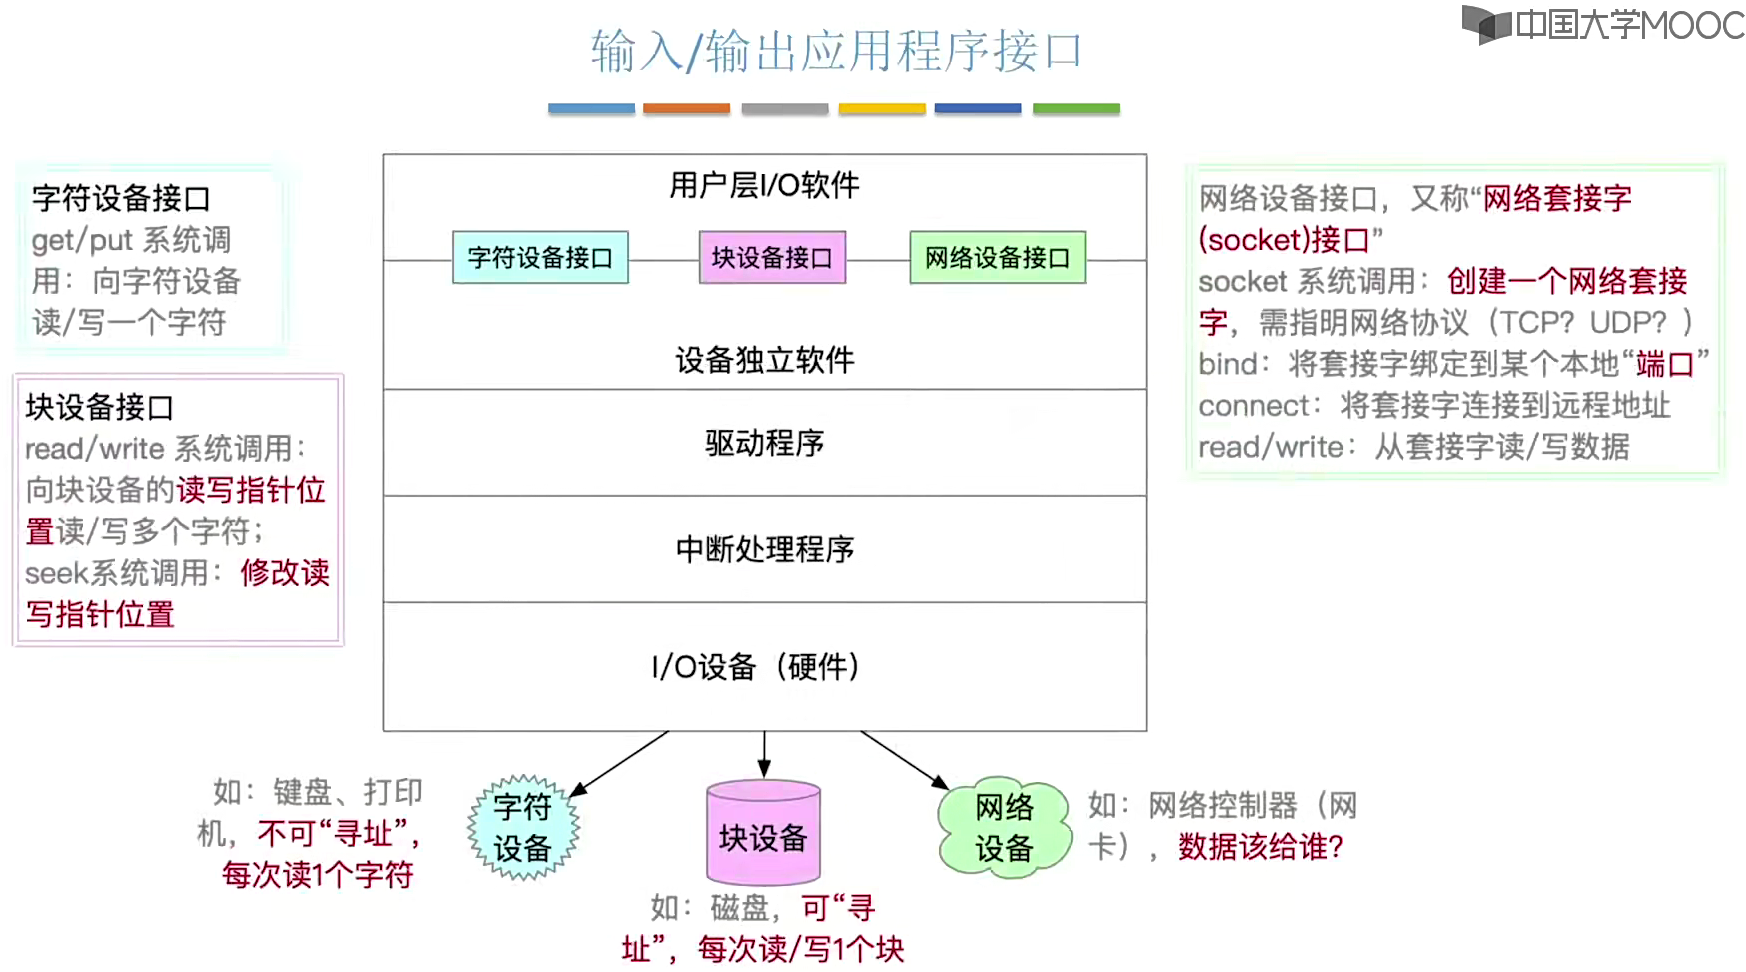 中国大学MOOC
输入/输出应用程序接口
字符设备接口
get/put 系统调
用：向字符设备
读/写一个字符
块设备接口
read/write 系统调用：
向块设备的读写指针位
置读/写多个字符；
seek系统调用：修改读
写指针位置
用户层I/O软件
字符设备接口
块设备接口
网络设备接口
设备独立软件
驱动程序
中断处理程序
I/O设备（硬件）
网络设备接口，又称“网络套接字
(socket)接口”
socket 系统调用：创建一个网络套接
字，需指明网络协议（TCP？UDP？）
bind：将套接字绑定到某个本地“端口”
connect：将套接字连接到远程地址
read/write：从套接字读/写数据
如：键盘、打印
机，不可“寻址”，
每次读1个字符
字符
设备
块设备
如：磁盘，可“寻
址”，每次读/写1个块
网络
设备
如：网络控制器（网
卡），数据该给谁？